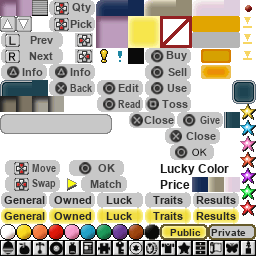 Qty
Pick
L Prev
R Next
Buy
Info Info
Sell
Back
Edit
Use
Read
Toss
Close
Give
Close
OK
Move
OK
Lucky Color
Swap
Match
Price
General Owned Luck Traits Results
General Owned Luck Traits Results
Public Private